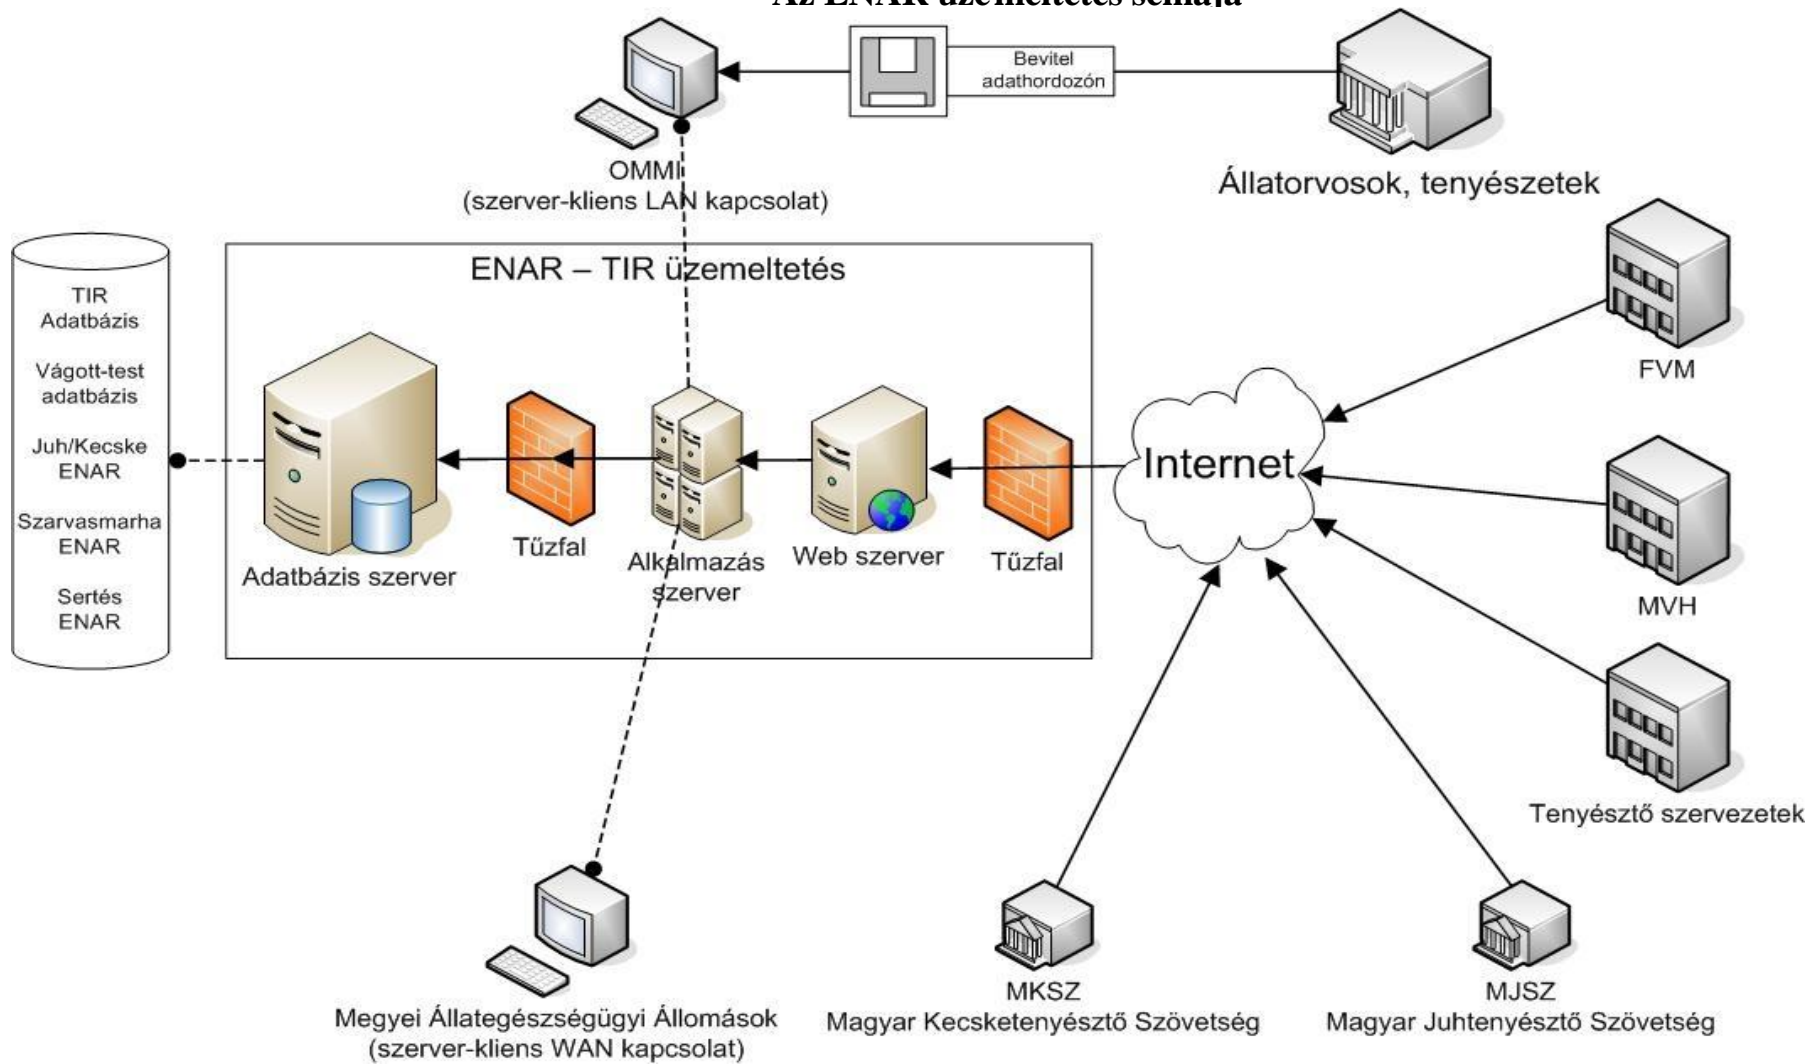 Az ENAR üzemeltetés sémája
Bevitel
adathordozón
OMMI
(szerver-kliens LAN kapcsolat)
Állatorvosok, tenyészetek
ENAR – TIR üzemeltetés
TIR
Adatbázis
Vágott-test
adatbázis
Juh/Kecske
ENAR
Szarvasmarha
ENAR
Sertés
ENAR
Adatbázis szerver
Tűzfal
Alkalmazás
szerver
Web szerver
Tűzfal
Internet
FVM
MVH
Tenyésztő szervezetek
Megyei Állategészségügyi Állomások
(szerver-kliens WAN kapcsolat)
MKSZ
Magyar Kecsketenyésztő Szövetség
MJSZ
Magyar Juhtenyésztő Szövetség